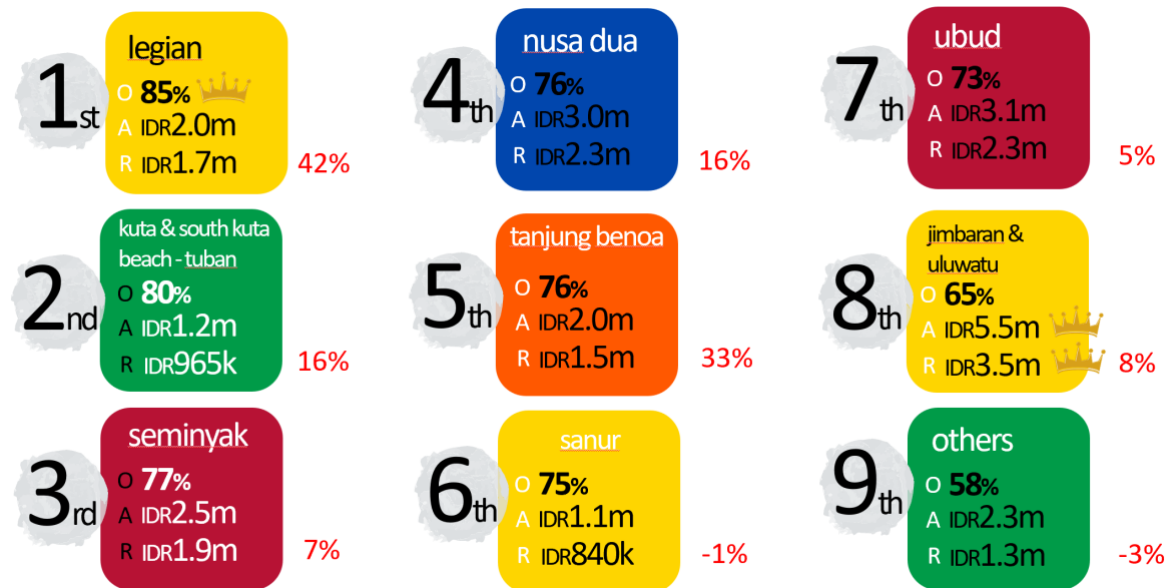 1st
legian
O 85%
A IDR2.0m
R IDR1.7m
42%
2nd
kuta & south kuta
beach - tuban
O 80%
A IDR1.2m
R IDR965k
16%
3rd
seminyak
O 77%
A IDR2.5m
R IDR1.9m
7%
4th
nusa dua
O 76%
A IDR3.0m
R IDR2.3m
16%
5th
tanjung benoa
O 76%
A IDR2.0m
R IDR1.5m
33%
6th
sanur
O 75%
A IDR1.1m
R IDR840k
-1%
7th
ubud
O 73%
A IDR3.1m
R IDR2.3m
5%
8th
jimbaran &
uluwatu
O 65%
A IDR5.5m
R IDR3.5m
8%
9th
others
O 58%
A IDR2.3m
R IDR1.3m
-3%